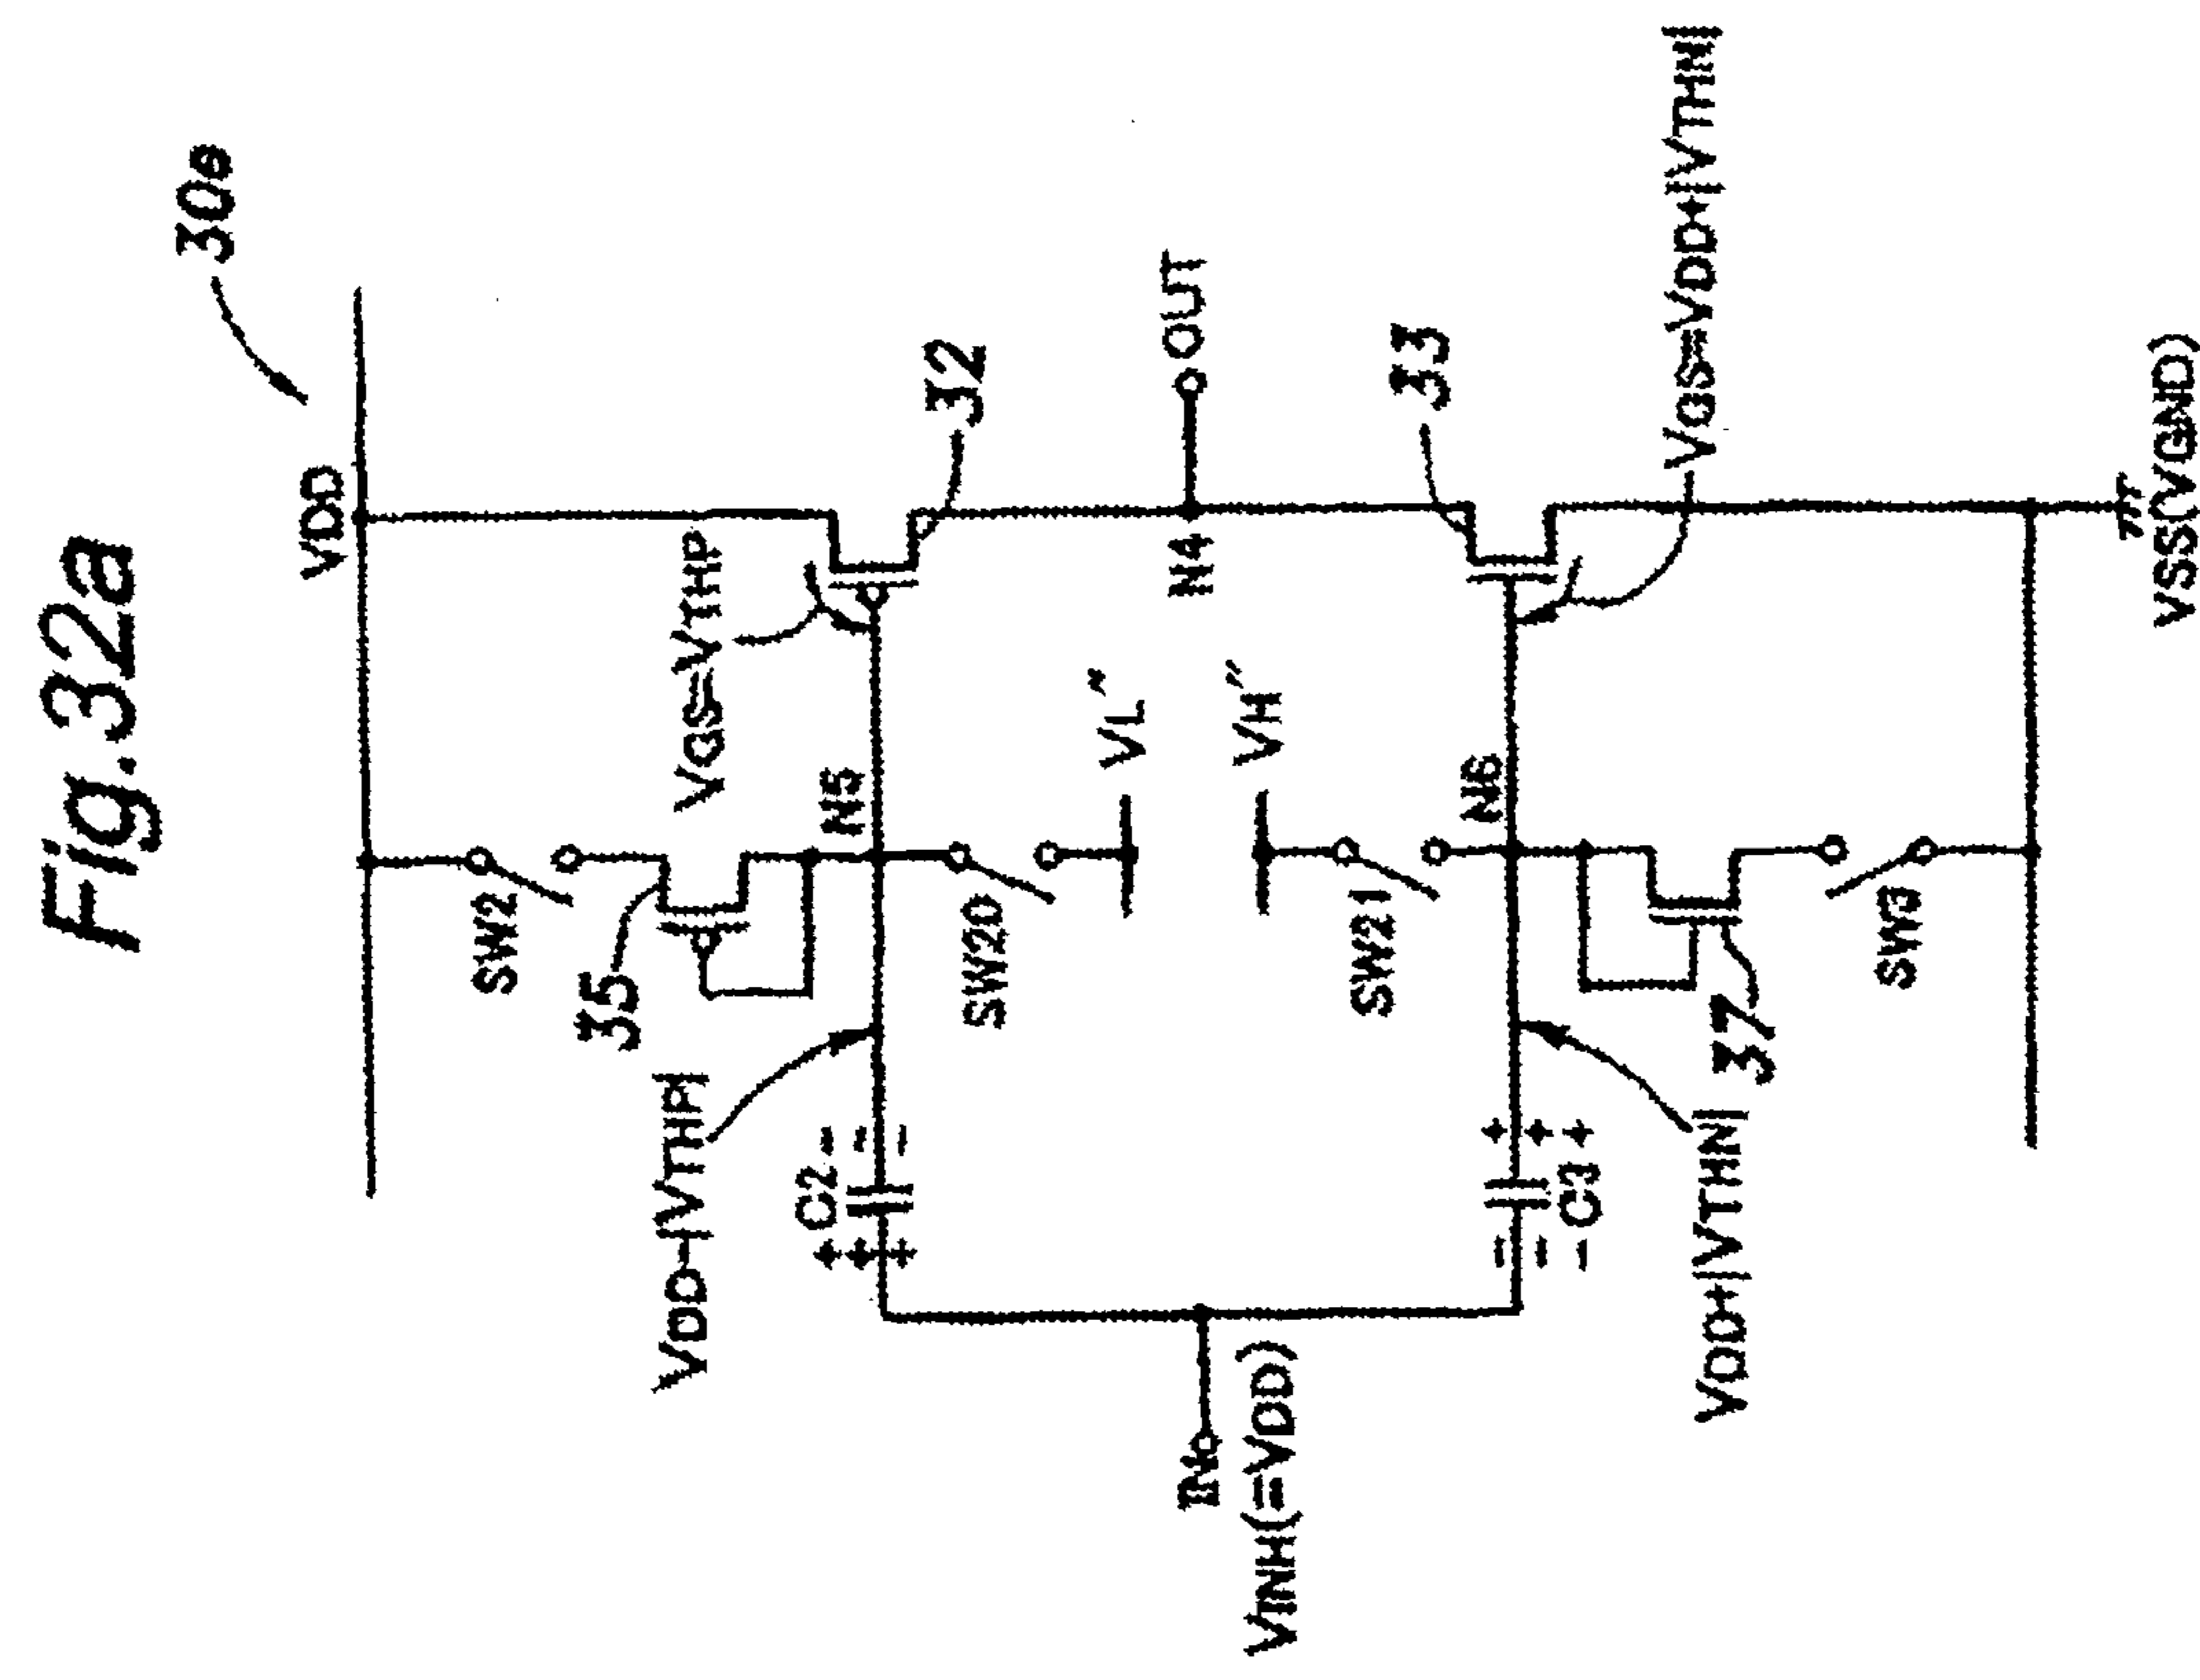 Fig.32a
30s
VDD
SW2
35
VGS=VTHP
32
VDD-|VTHP|
N5
C2
SW20
VL"
N4
OUT
IN
VINH(=VDD)
VH"
SW21
33
N6
C3
VDD+|VTHN|
37
VGS=VDD+|VTHN|
SW3
VSS(VGND)